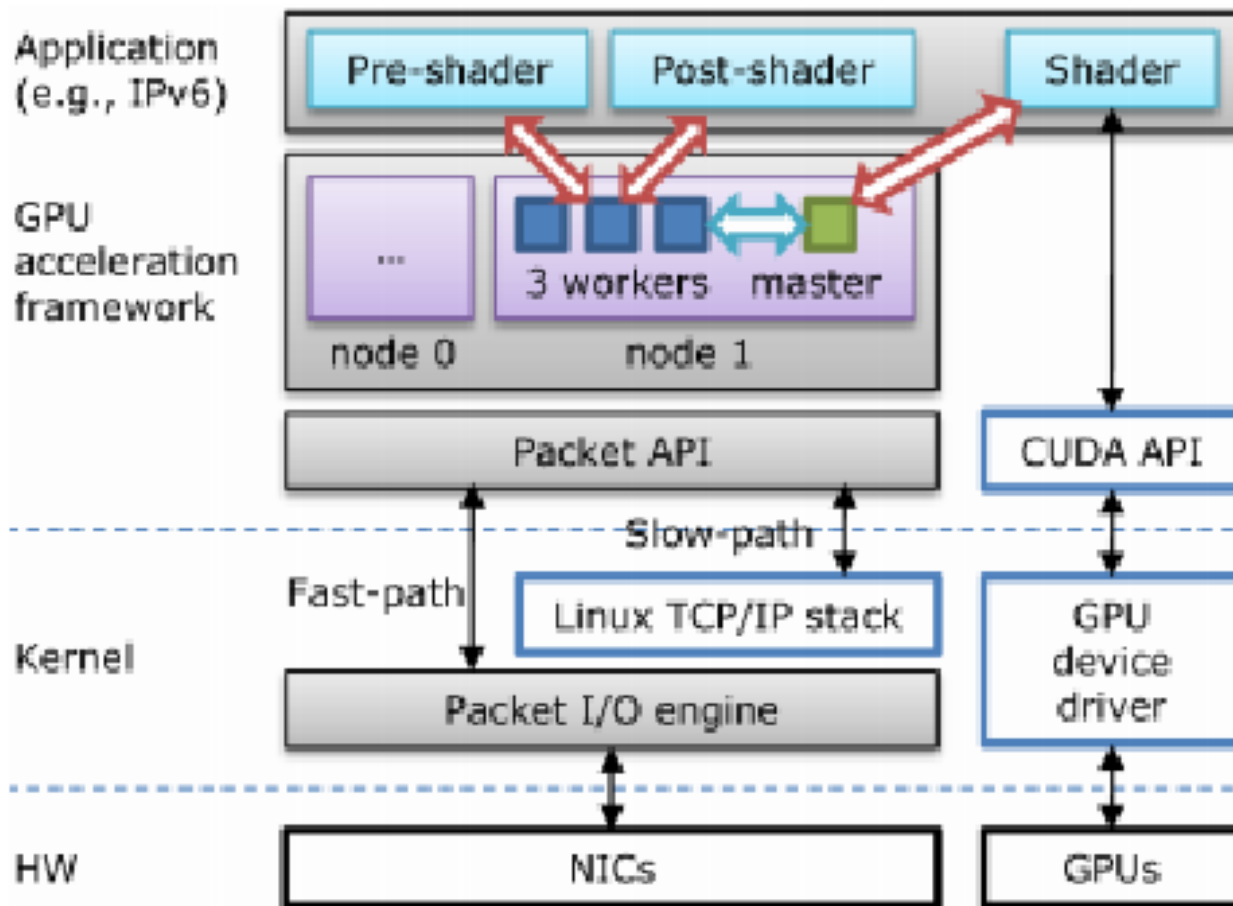 Application
(e.g., IPv6)
Pre-shader
Post-shader
Shader
GPU
acceleration
framework
...
3 workers
master
node 0
node 1
Packet API
CUDA API
Slow-path
Fast-path
Linux TCP/IP stack
GPU
device
driver
Kernel
Packet I/O engine
HW
NICs
GPUs